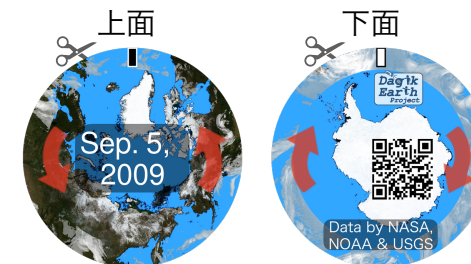 上面
下面
Sep. 5,
2009
Dagik
Earth
Project
Data by NASA,
NOAA & USGS